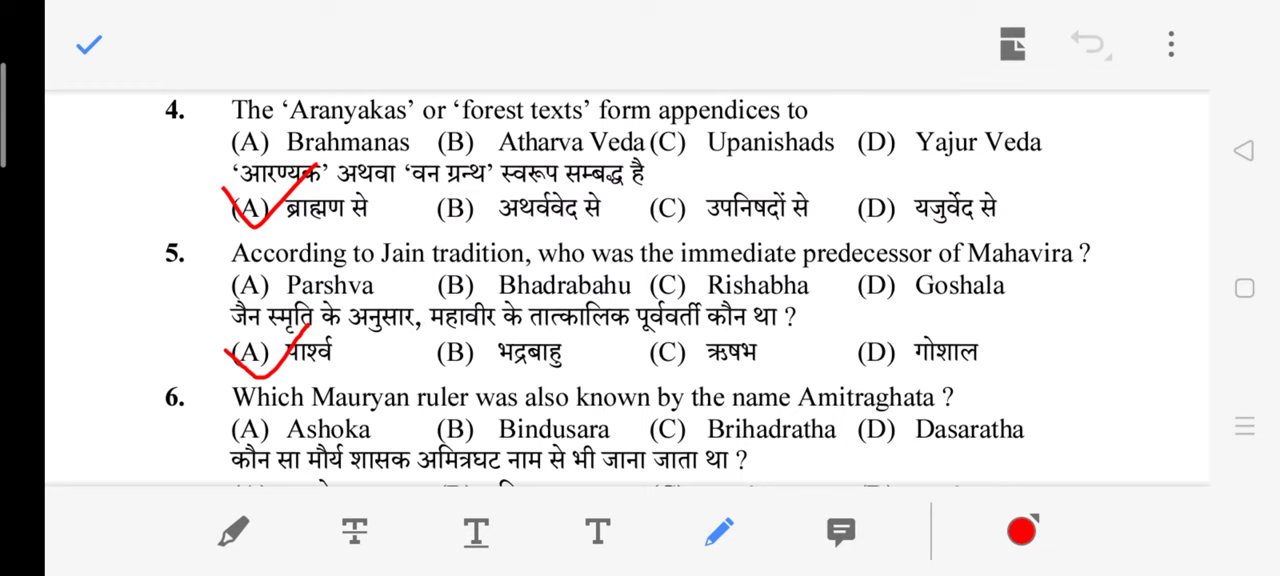 4. The ‘Aranyakas’ or ‘forest texts’ form appendices to
(A) Brahmanas (B) Atharva Veda (C) Upanishads (D) Yajur Veda
‘आरण्यक’ अथवा ‘वन ग्रन्थ’ स्वरूप सम्बद्ध है
(A) ब्राह्मण से (B) अथर्ववेद से (C) उपनिषदों से (D) यजुर्वेद से
5. According to Jain tradition, who was the immediate predecessor of Mahavira ?
(A) Parshva (B) Bhadrabahu (C) Rishabha (D) Goshala
जैन स्मृति के अनुसार, महावीर के तात्कालिक पूर्ववर्ती कौन था ?
(A) पार्श्व (B) भद्रबाहु (C) ऋषभ (D) गोशाल
6. Which Mauryan ruler was also known by the name Amitraghata ?
(A) Ashoka (B) Bindusara (C) Brihadratha (D) Dasaratha
कौन सा मौर्य शासक अमित्रघट नाम से भी जाना जाता था ?